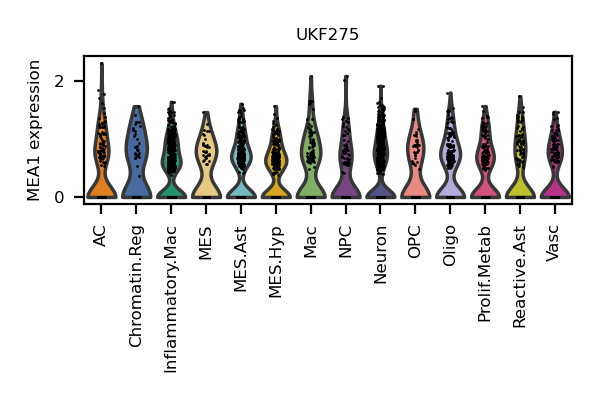 UKF275
MEA1 expression
2
0
AC
Chromatin.Reg
Inflammatory.Mac
MES
MES.Ast
MES.Hyp
Mac
NPC
Neuron
OPC
Oligo
Prolif.Metab
Reactive.Ast
Vasc